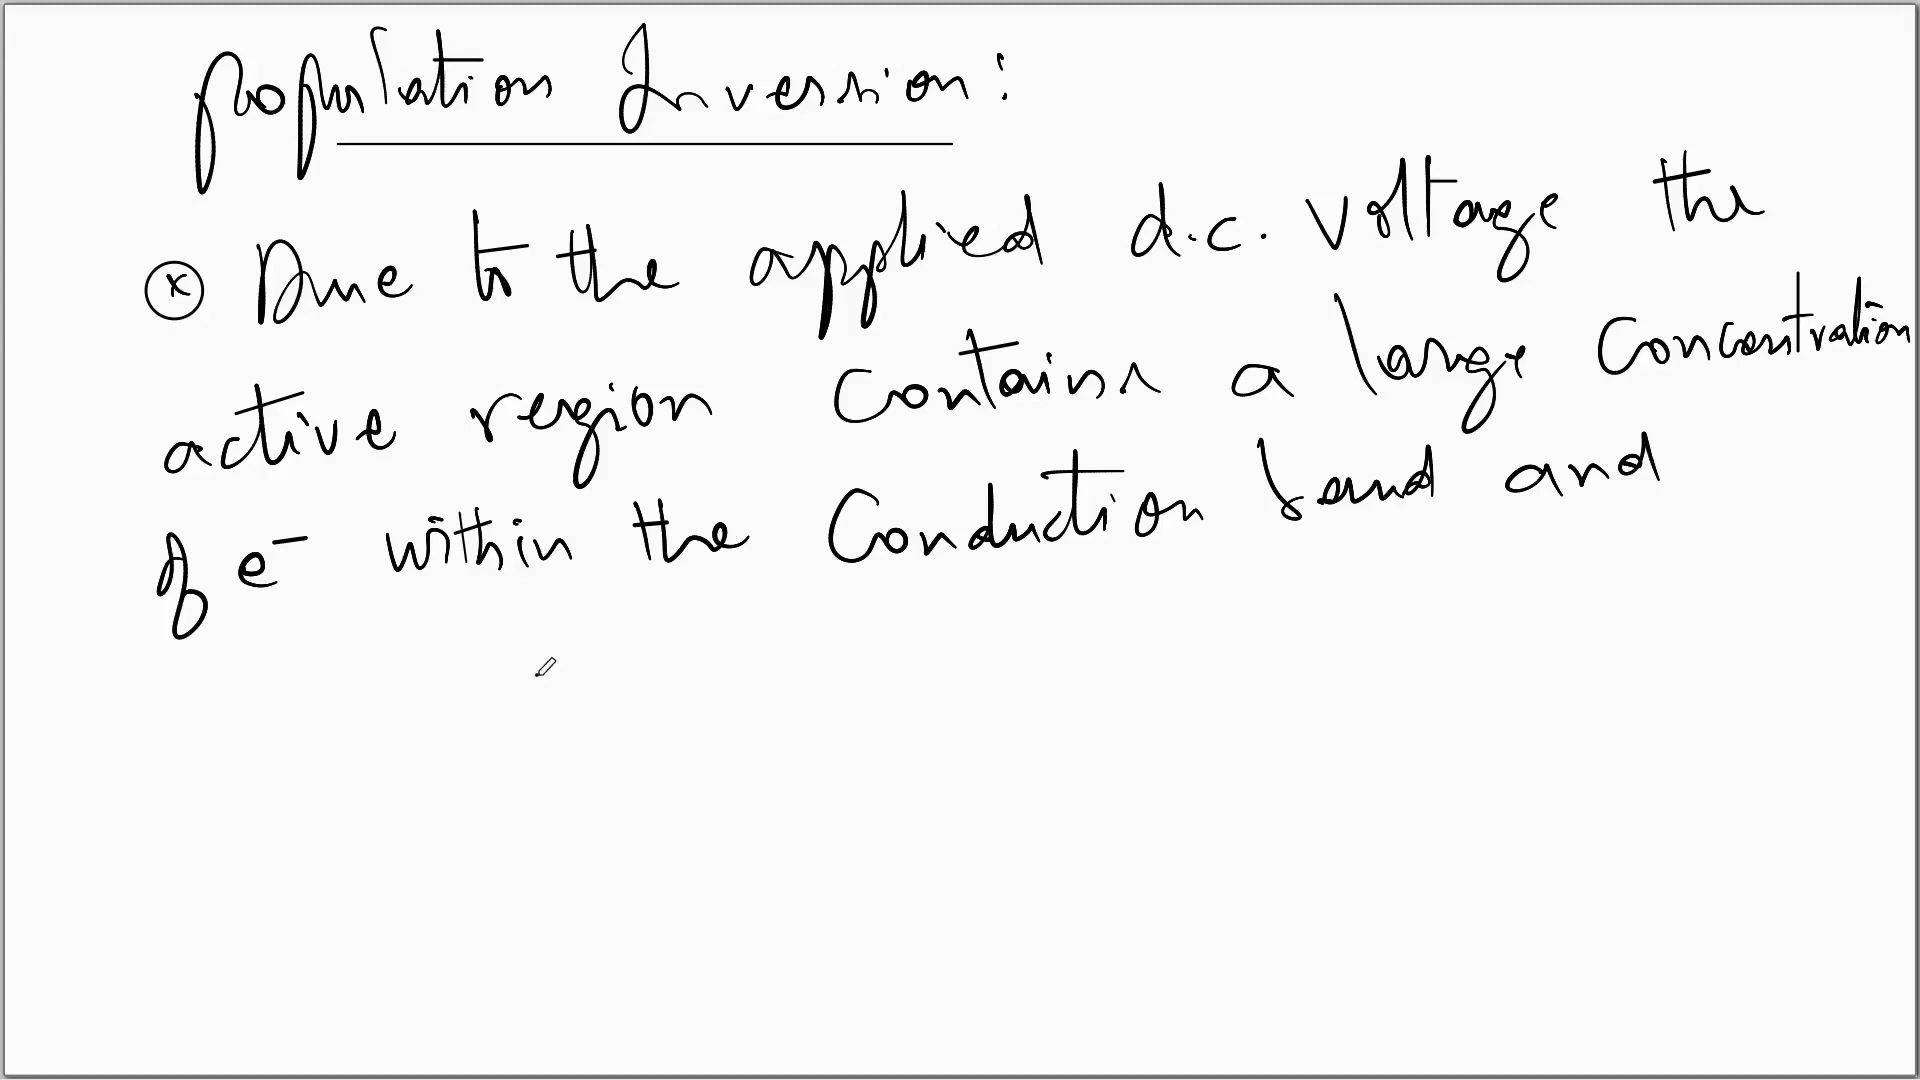 Population Inversion:
ⓧ Due to the applied d.c. voltage the
active region contains a large concentration
of e⁻ within the Conduction band and